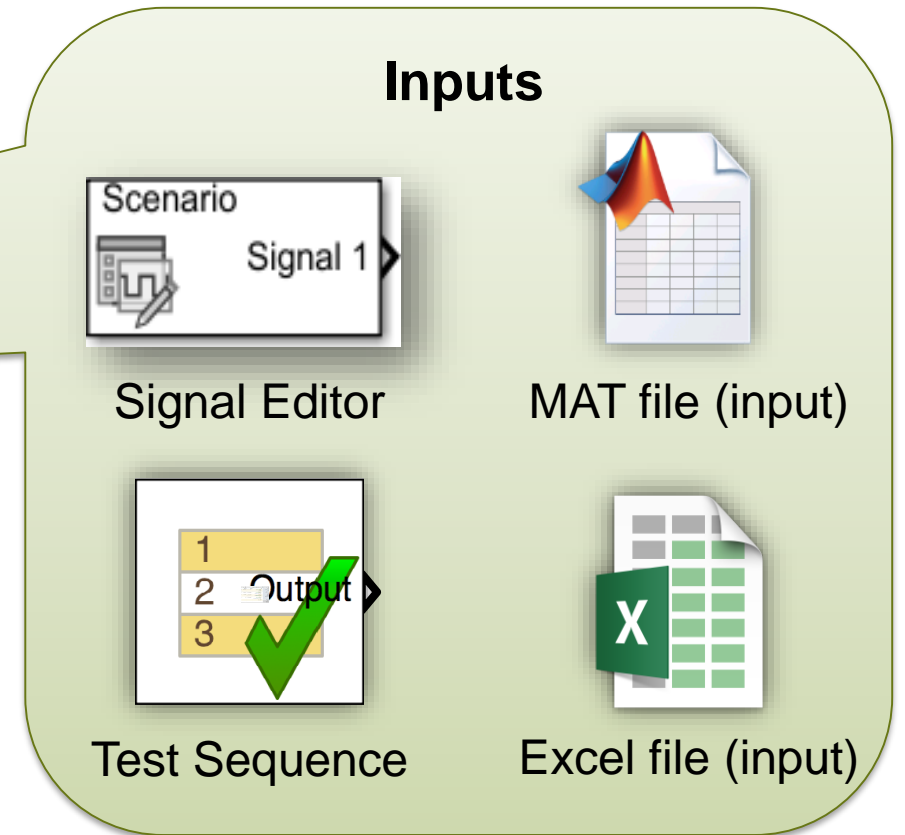 Inputs
Scenario
Signal 1
Signal Editor
MAT file (input)
1
2 Output
3
X
Test Sequence
Excel file (input)